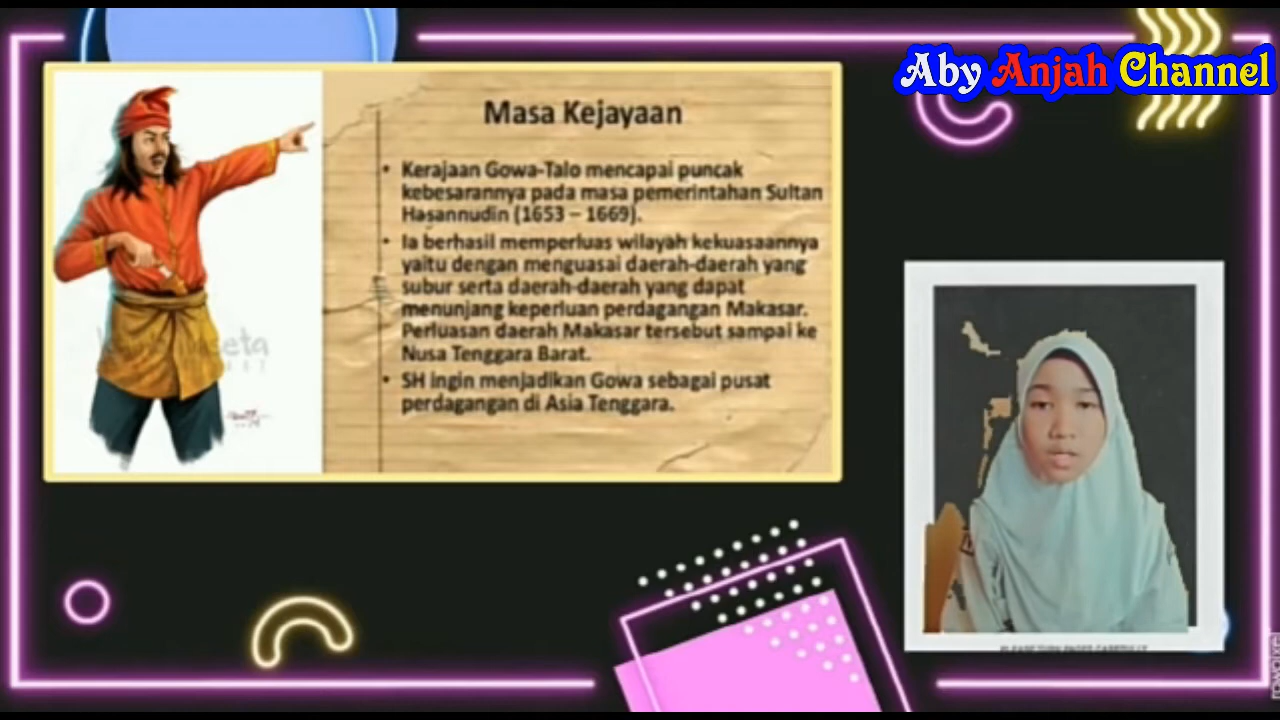 Aby Anjah Channel
Masa Kejayaan
• Kerajaan Gowa-Talo mencapai puncak
kebesarannya pada masa pemerintahan Sultan
Hasannudin (1653 – 1669).
• Ia berhasil memperluas wilayah kekuasaannya
yaitu dengan menguasai daerah-daerah yang
subur serta daerah-daerah yang dapat
menunjang keperluan perdagangan Makasar.
Perluasan daerah Makasar tersebut sampai ke
Nusa Tenggara Barat.
• SH ingin menjadikan Gowa sebagai pusat
perdagangan di Asia Tenggara.